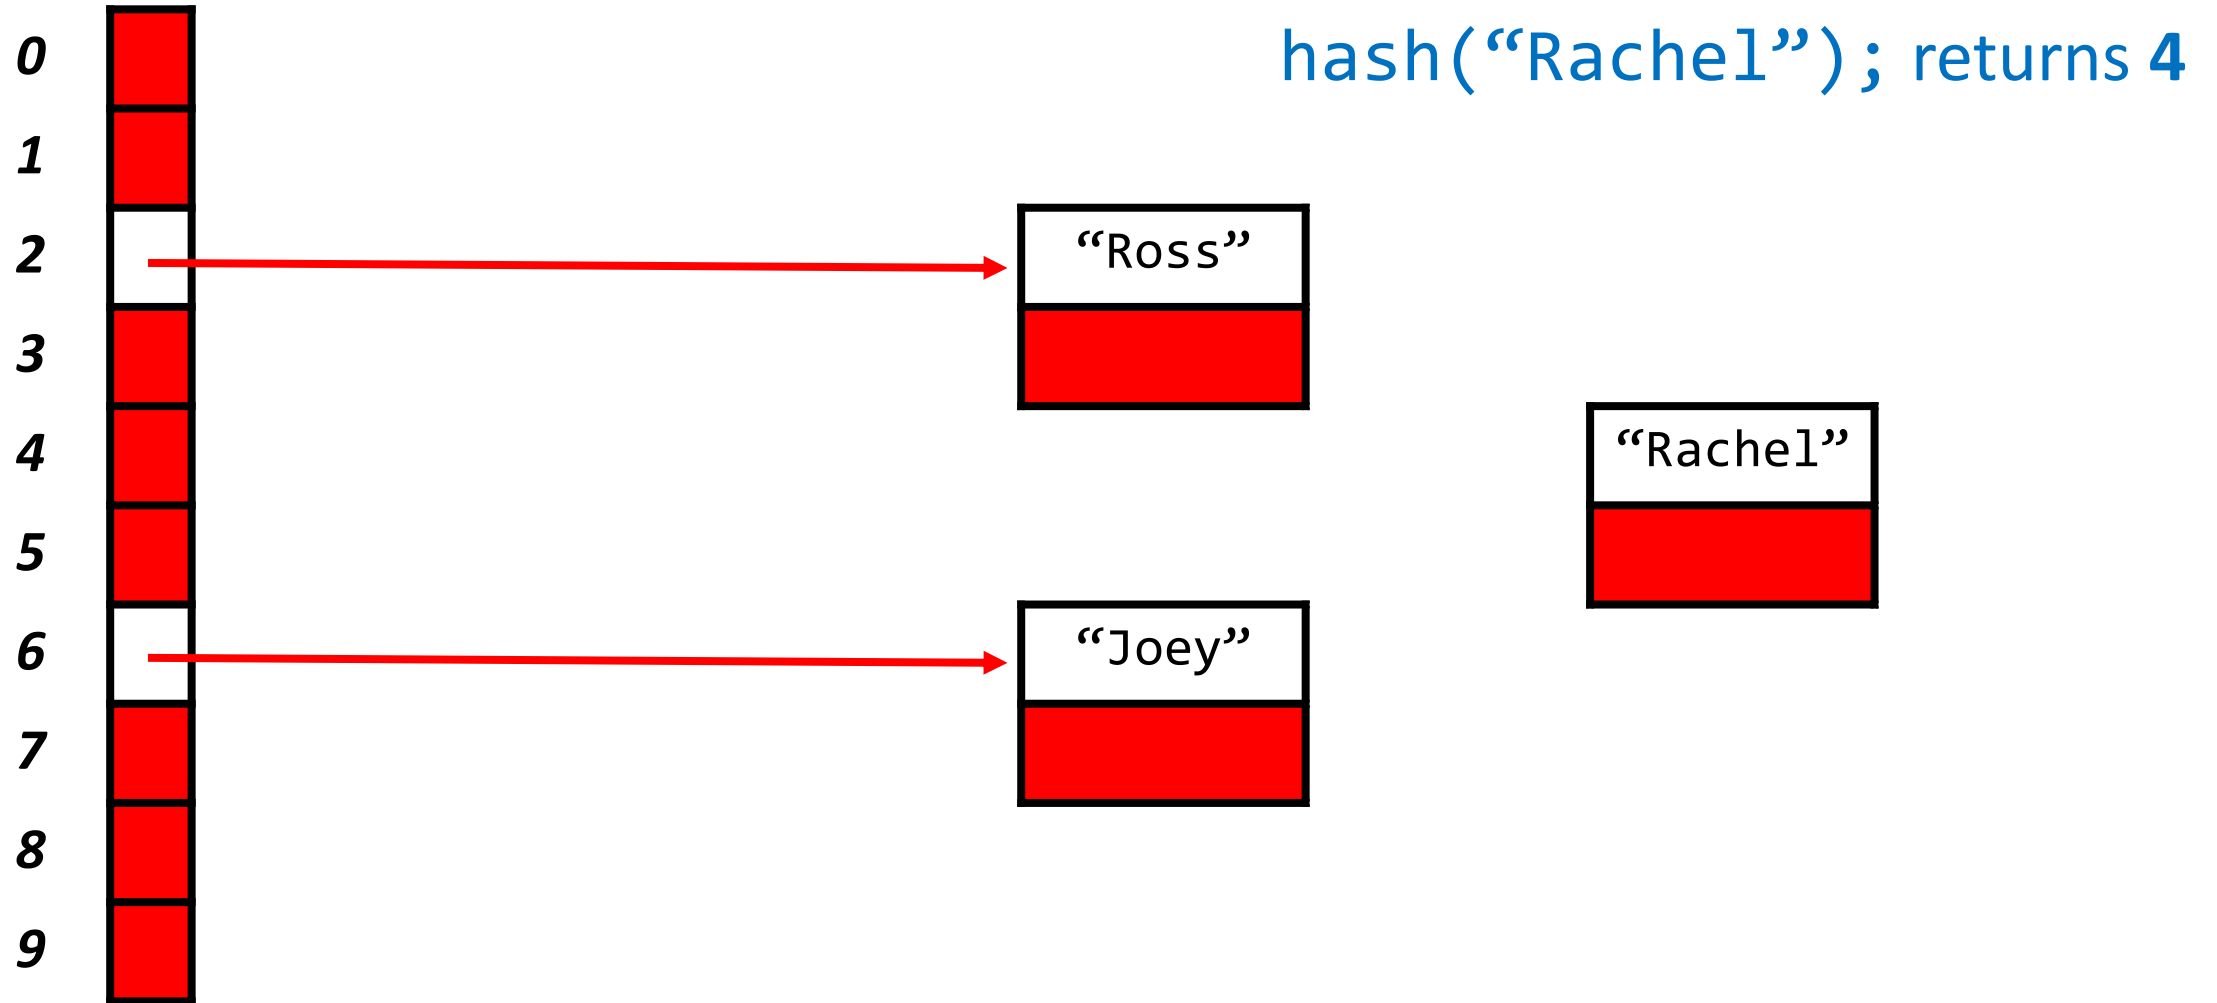 0
hash(“Rachel”); returns 4
1
2
“Ross”
3
4
“Rachel”
5
6
“Joey”
7
8
9